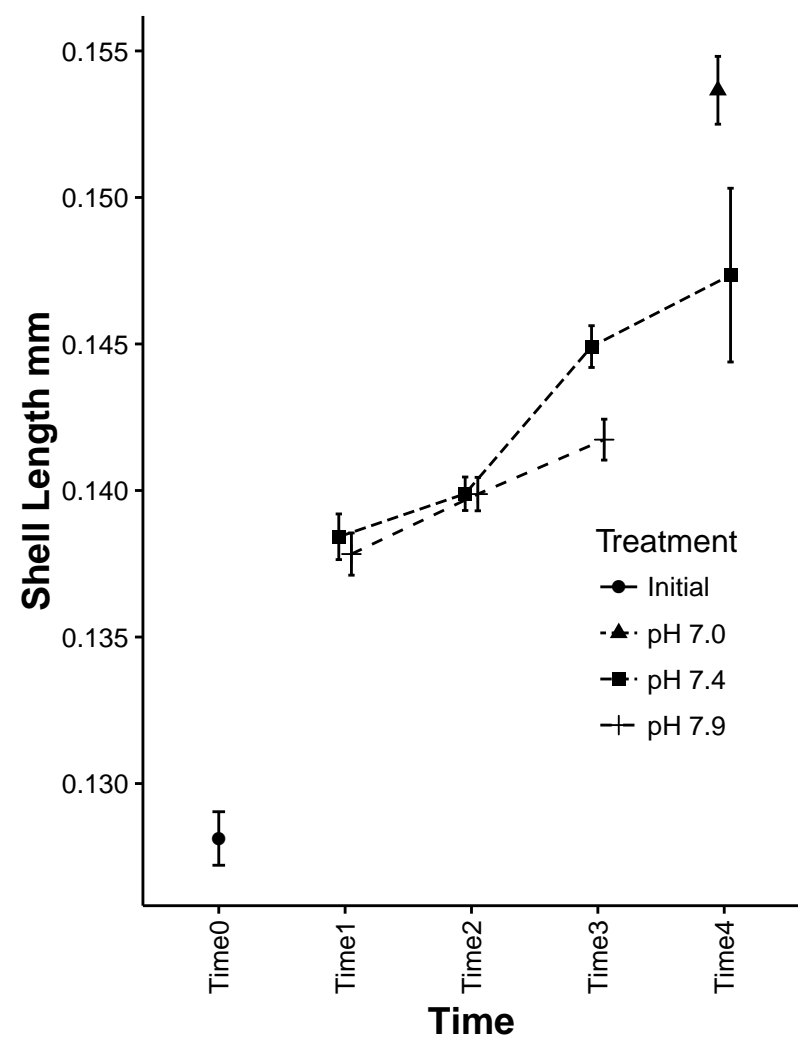 0.155
0.150
0.145
0.140
0.135
0.130
Shell Length mm
Treatment
Initial
pH 7.0
pH 7.4
pH 7.9
Time0
Time1
Time2
Time3
Time4
Time